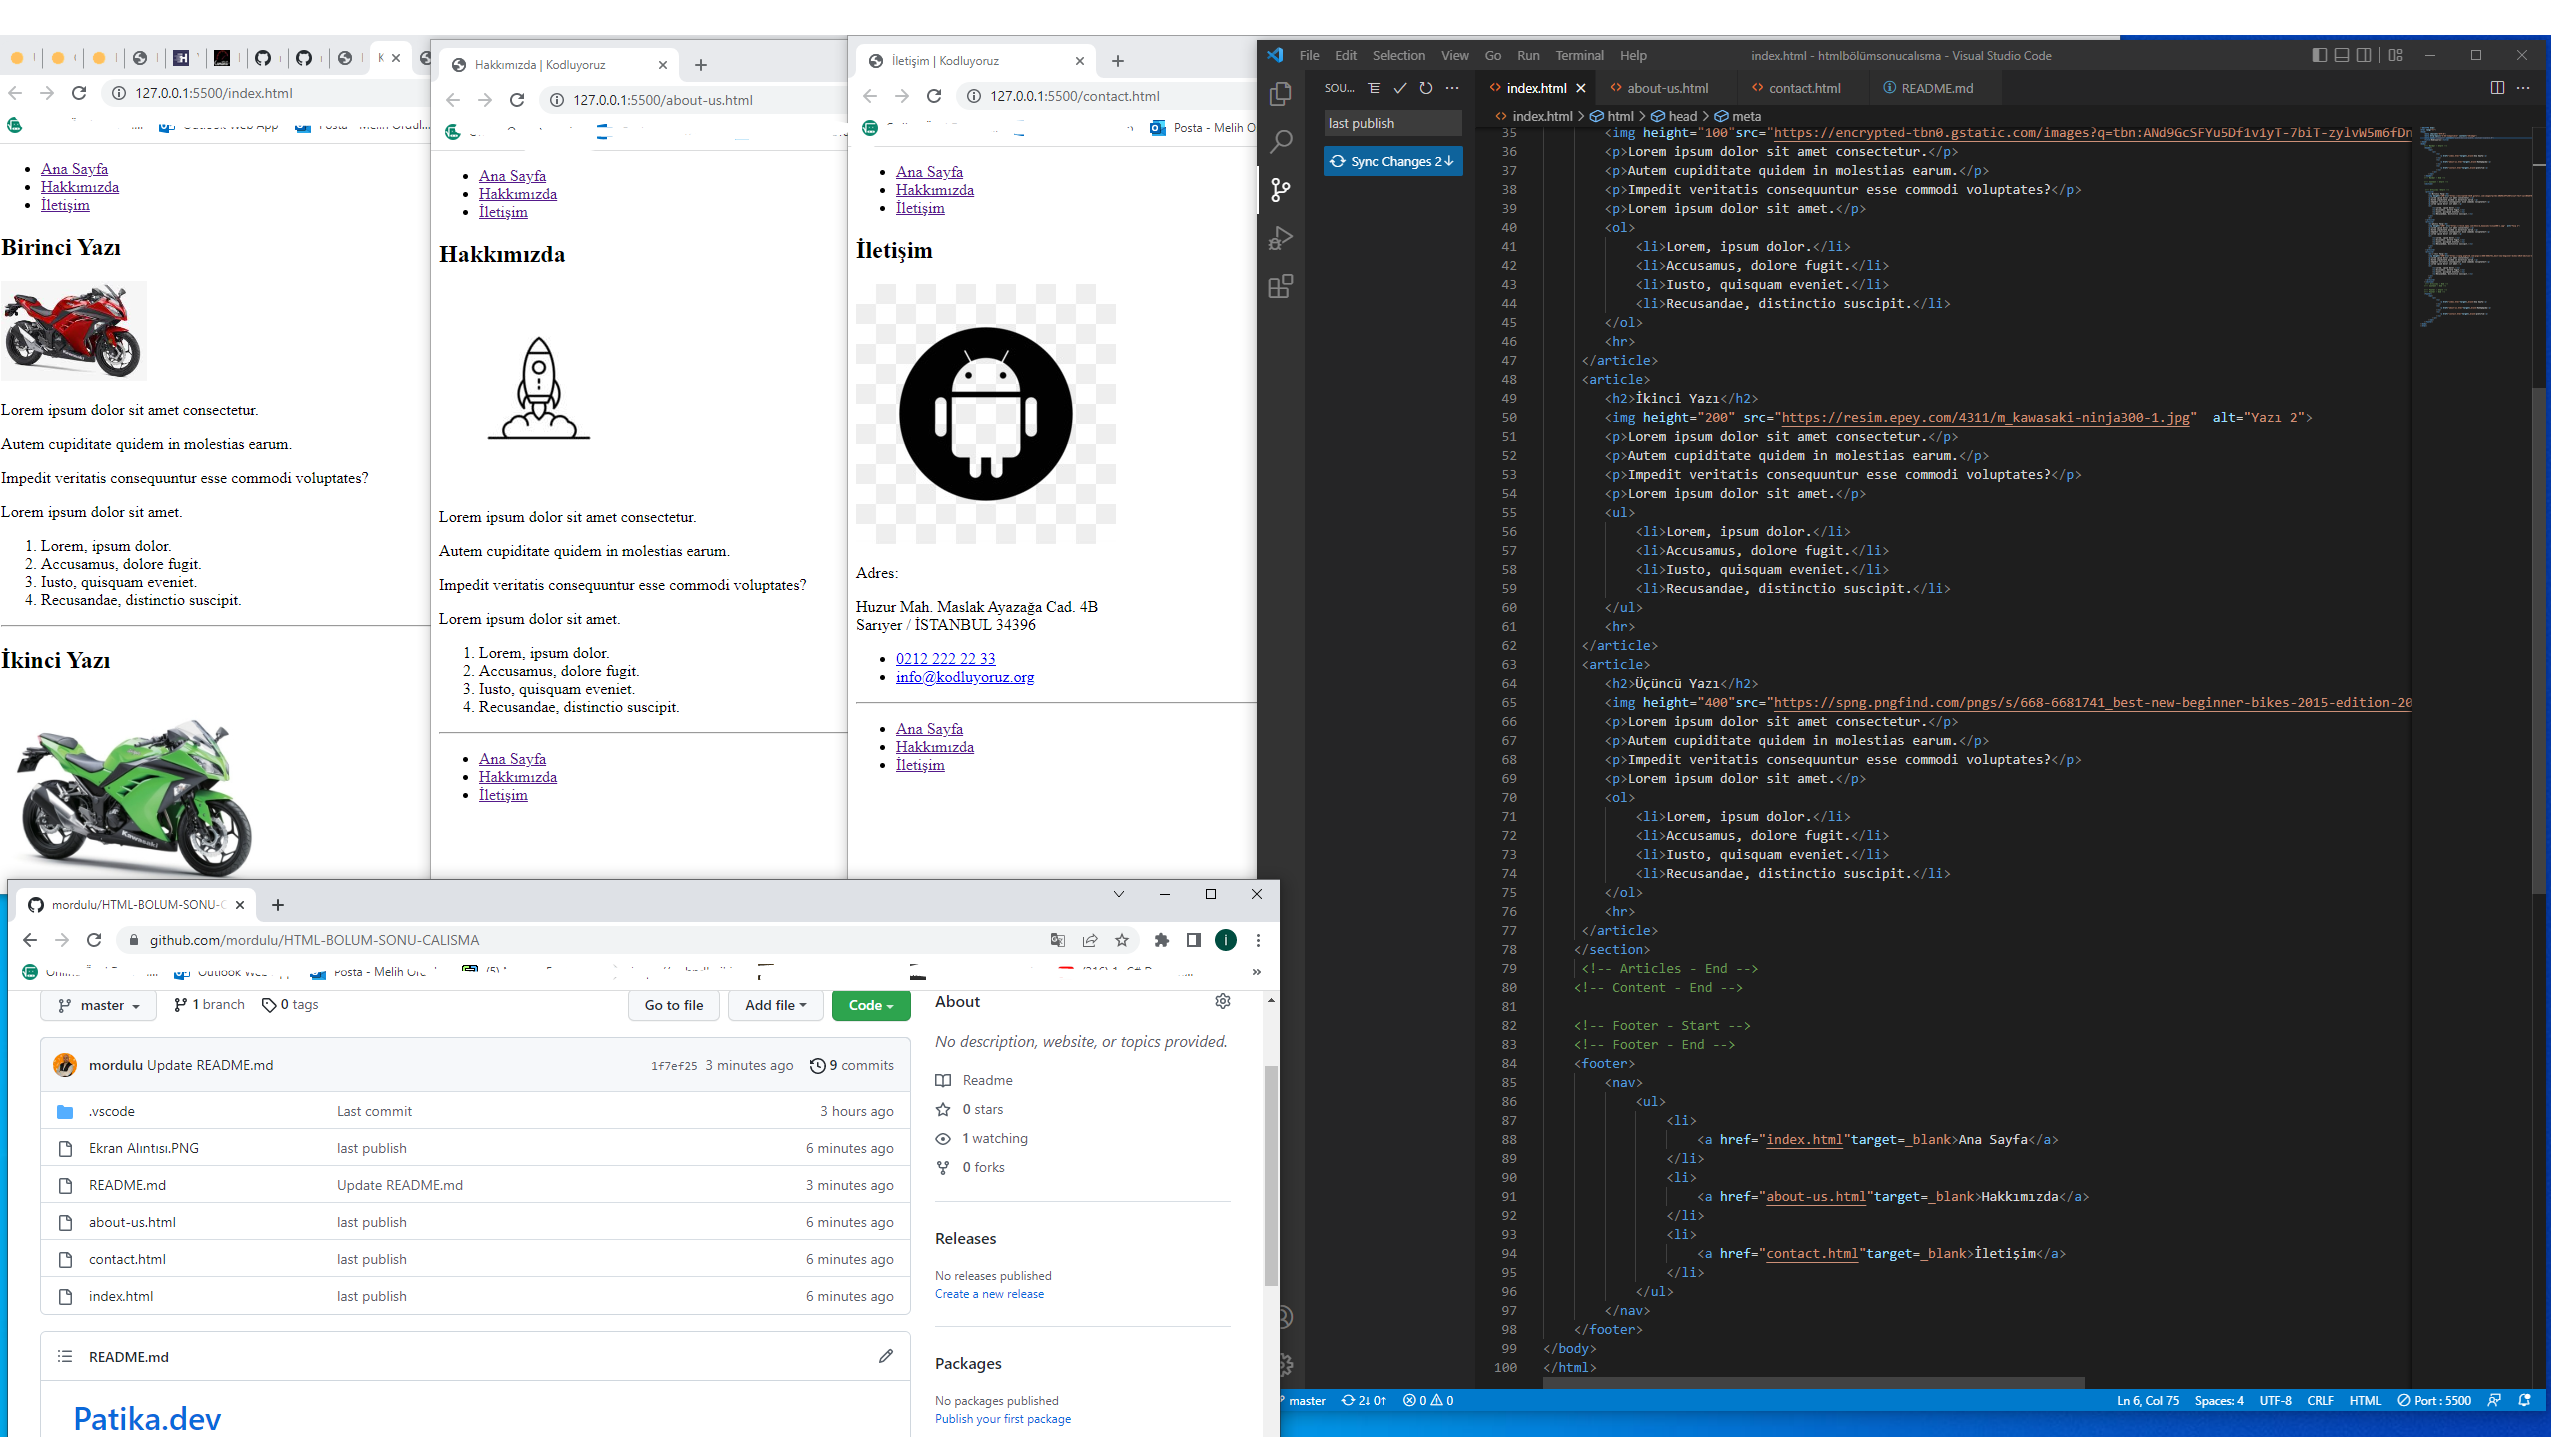 127.0.0.1:5500/index.html
Ana Sayfa
Hakkımızda
İletişim
Birinci Yazı
Lorem ipsum dolor sit amet consectetur.
Autem cupiditate quidem in molestias earum.
Impedit veritatis consequuntur esse commodi voluptates?
Lorem ipsum dolor sit amet.
1. Lorem, ipsum dolor.
2. Accusamus, dolore fugit.
3. Iusto, quisquam eveniet.
4. Recusandae, distinctio suscipit.
İkinci Yazı
Hakkımızda | Kodluyoruz
127.0.0.1:5500/about-us.html
Ana Sayfa
Hakkımızda
İletişim
Hakkımızda
Lorem ipsum dolor sit amet consectetur.
Autem cupiditate quidem in molestias earum.
Impedit veritatis consequuntur esse commodi voluptates?
Lorem ipsum dolor sit amet.
1. Lorem, ipsum dolor.
2. Accusamus, dolore fugit.
3. Iusto, quisquam eveniet.
4. Recusandae, distinctio suscipit.
Ana Sayfa
Hakkımızda
İletişim
İletişim | Kodluyoruz
127.0.0.1:5500/contact.html
Posta - Melih O
Ana Sayfa
Hakkımızda
İletişim
İletişim
Adres:
Huzur Mah. Maslak Ayazağa Cad. 4B
Sarıyer / İSTANBUL 34396
0212 222 22 33
info@kodluyoruz.org
Ana Sayfa
Hakkımızda
İletişim
mordulu/HTML-BOLUM-SONU-C
github.com/mordulu/HTML-BOLUM-SONU-CALISMA
master 1 branch 0 tags Go to file Add file Code
mordulu Update README.md 1f7ef25 3 minutes ago 9 commits
.vscode Last commit 3 hours ago
Ekran Alıntısı.PNG last publish 6 minutes ago
README.md Update README.md 3 minutes ago
about-us.html last publish 6 minutes ago
contact.html last publish 6 minutes ago
index.html last publish 6 minutes ago
README.md
Patika.dev
About
No description, website, or topics provided.
Readme
0 stars
1 watching
0 forks
Releases
No releases published
Create a new release
Packages
No packages published
Publish your first package
File Edit Selection View Go Run Terminal Help index.html - htmlbölümsonucalısma - Visual Studio Code
SOU...
last publish
Sync Changes 2↓
index.html about-us.html contact.html README.md
index.html > html > head > meta
35 <img height="100"src="https://encrypted-tbn0.gstatic.com/images?q=tbn:ANd9GcSFYu5Df1v1yT-7biT-zylvW5m6fDn
36 <p>Lorem ipsum dolor sit amet consectetur.</p>
37 <p>Autem cupiditate quidem in molestias earum.</p>
38 <p>Impedit veritatis consequuntur esse commodi voluptates?</p>
39 <p>Lorem ipsum dolor sit amet.</p>
40 <ol>
41 <li>Lorem, ipsum dolor.</li>
42 <li>Accusamus, dolore fugit.</li>
43 <li>Iusto, quisquam eveniet.</li>
44 <li>Recusandae, distinctio suscipit.</li>
45 </ol>
46 <hr>
47 </article>
48 <article>
49 <h2>İkinci Yazı</h2>
50 <img height="200" src="https://resim.epey.com/4311/m_kawasaki-ninja300-1.jpg" alt="Yazı 2">
51 <p>Lorem ipsum dolor sit amet consectetur.</p>
52 <p>Autem cupiditate quidem in molestias earum.</p>
53 <p>Impedit veritatis consequuntur esse commodi voluptates?</p>
54 <p>Lorem ipsum dolor sit amet.</p>
55 <ul>
56 <li>Lorem, ipsum dolor.</li>
57 <li>Accusamus, dolore fugit.</li>
58 <li>Iusto, quisquam eveniet.</li>
59 <li>Recusandae, distinctio suscipit.</li>
60 </ul>
61 <hr>
62 </article>
63 <article>
64 <h2>Üçüncü Yazı</h2>
65 <img height="400"src="https://spng.pngfind.com/pngs/s/668-6681741_best-new-beginner-bikes-2015-edition-20
66 <p>Lorem ipsum dolor sit amet consectetur.</p>
67 <p>Autem cupiditate quidem in molestias earum.</p>
68 <p>Impedit veritatis consequuntur esse commodi voluptates?</p>
69 <p>Lorem ipsum dolor sit amet.</p>
70 <ol>
71 <li>Lorem, ipsum dolor.</li>
72 <li>Accusamus, dolore fugit.</li>
73 <li>Iusto, quisquam eveniet.</li>
74 <li>Recusandae, distinctio suscipit.</li>
75 </ol>
76 <hr>
77 </article>
78 </section>
79 <!-- Articles - End -->
80 <!-- Content - End -->
81
82 <!-- Footer - Start -->
83 <!-- Footer - End -->
84 <footer>
85 <nav>
86 <ul>
87 <li>
88 <a href="index.html"target=_blank>Ana Sayfa</a>
89 </li>
90 <li>
91 <a href="about-us.html"target=_blank>Hakkımızda</a>
92 </li>
93 <li>
94 <a href="contact.html"target=_blank>İletişim</a>
95 </li>
96 </ul>
97 </nav>
98 </footer>
99 </body>
100 </html>
master 2↓ 0↑ 0 0 Ln 6, Col 75 Spaces: 4 UTF-8 CRLF HTML Port : 5500